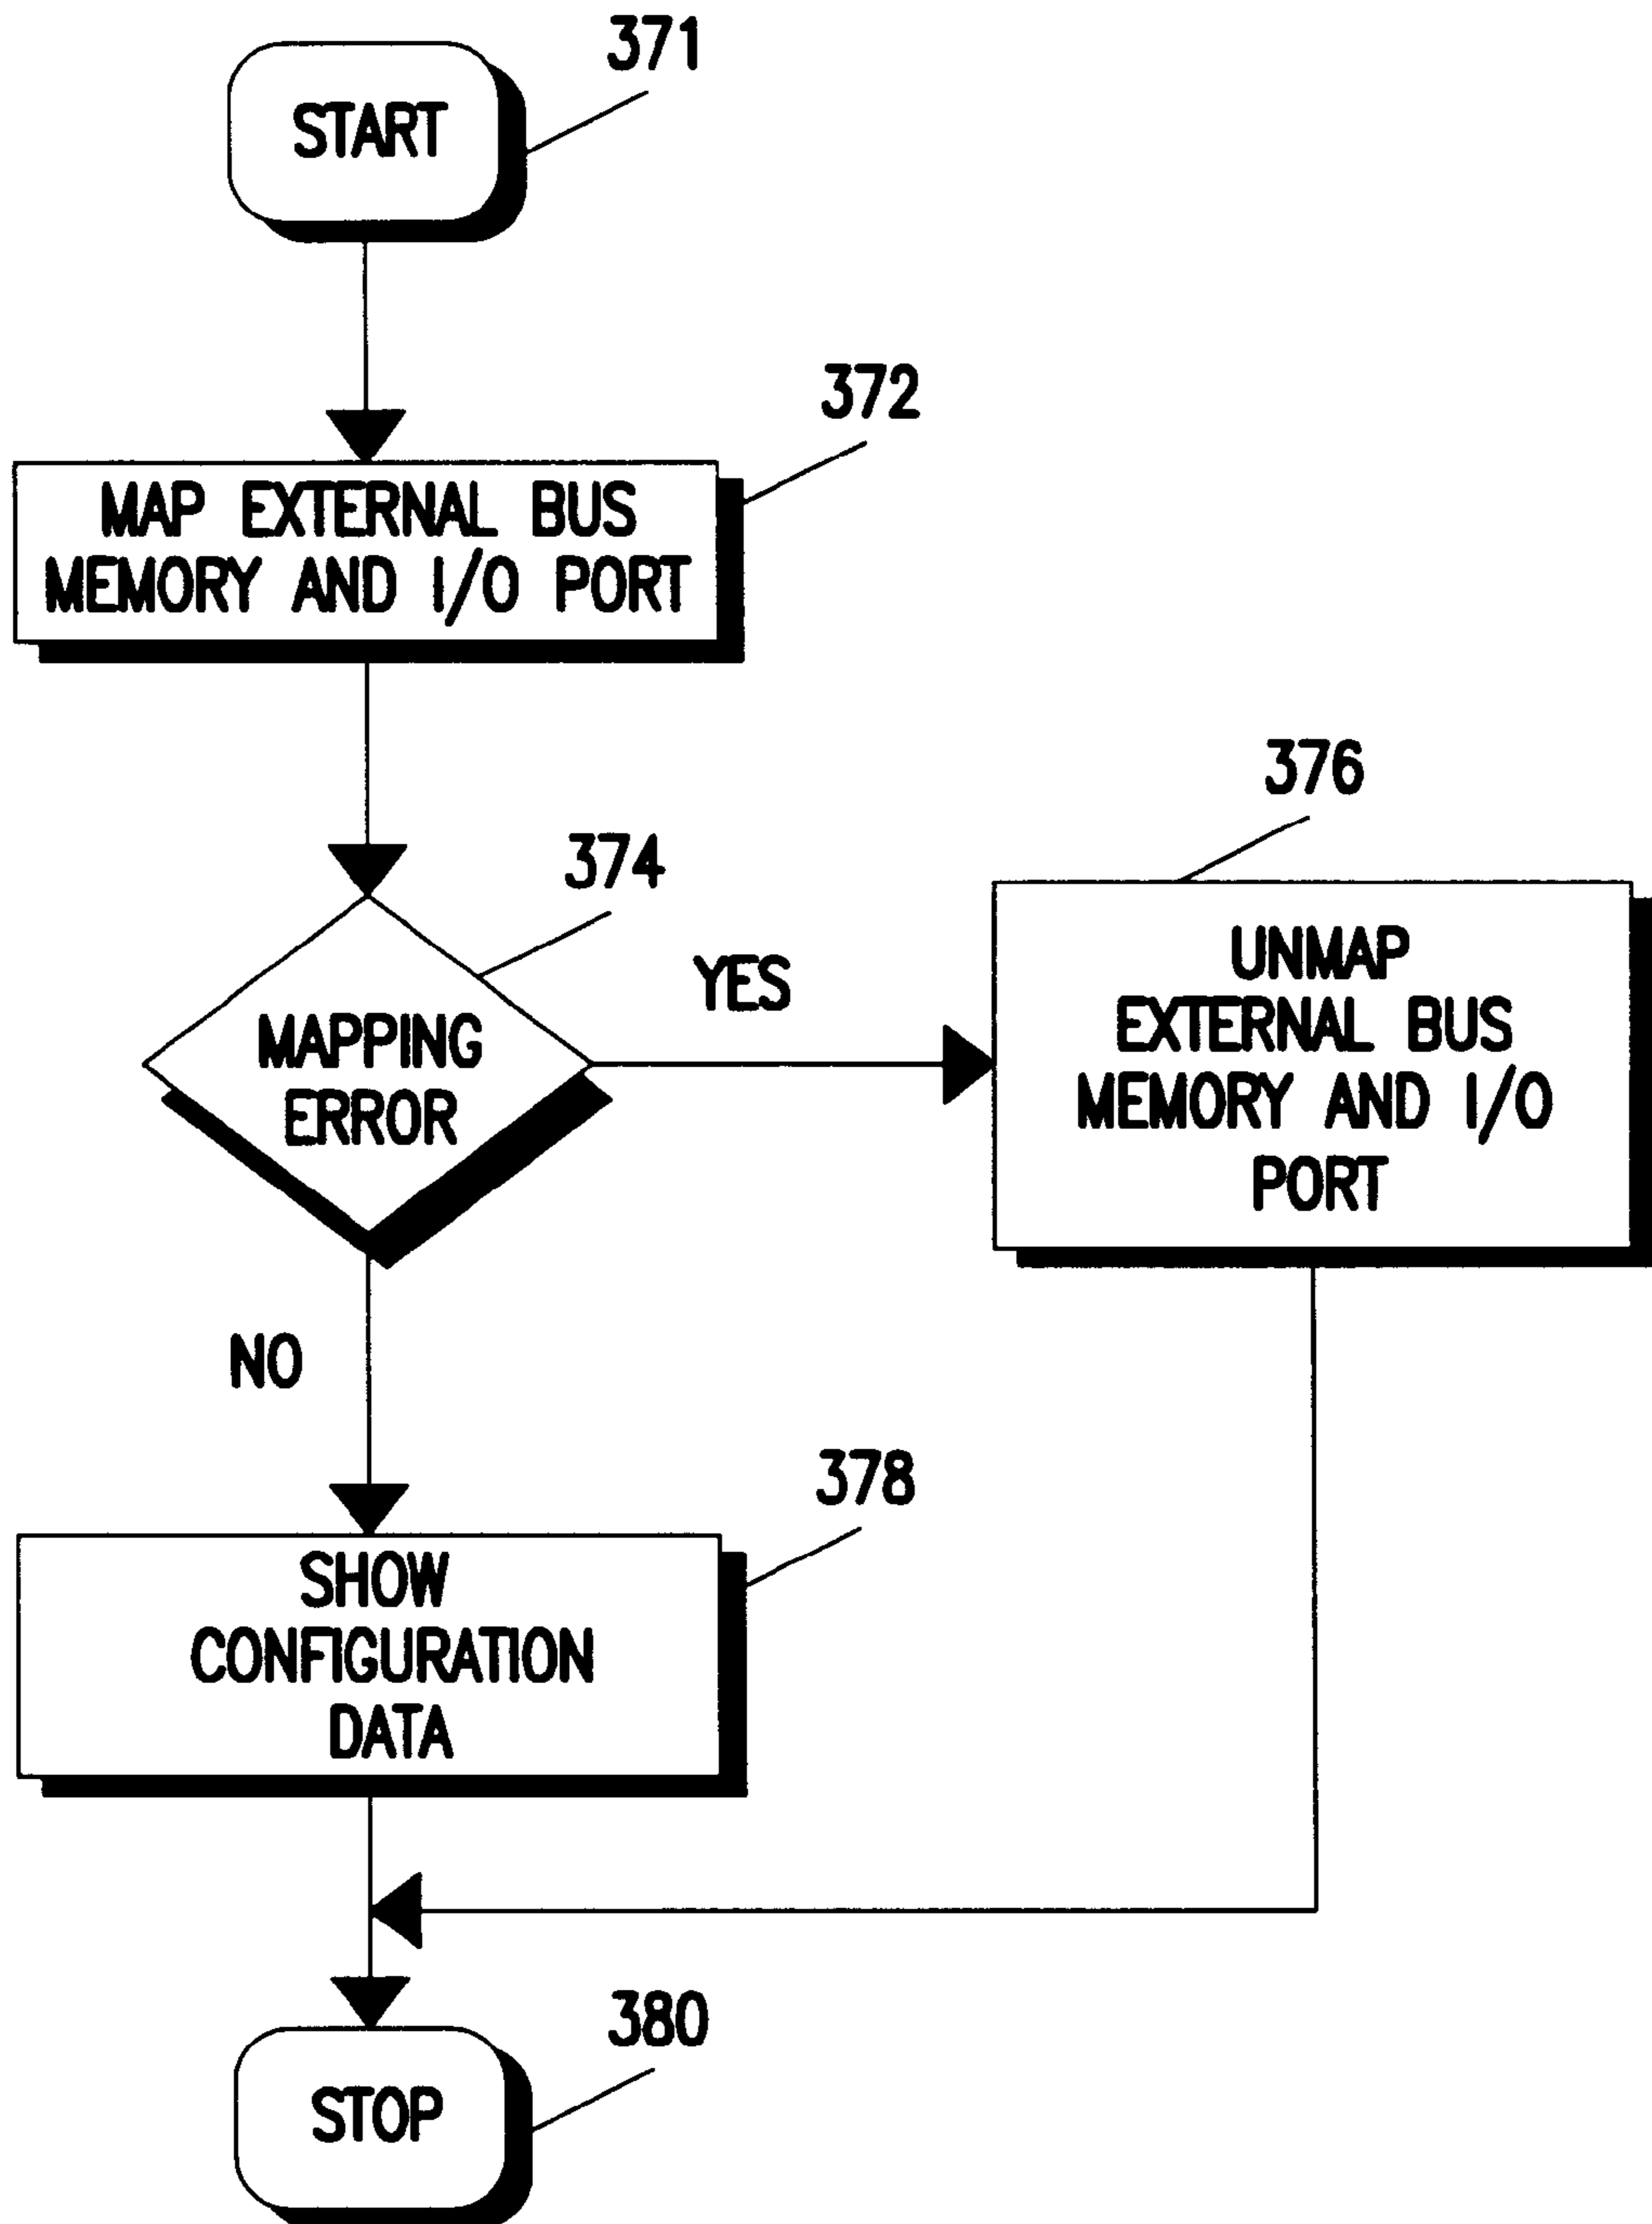 371
START
372
MAP EXTERNAL BUS
MEMORY AND I/O PORT
374
MAPPING
ERROR
YES
376
UNMAP
EXTERNAL BUS
MEMORY AND I/O
PORT
NO
378
SHOW
CONFIGURATION
DATA
380
STOP